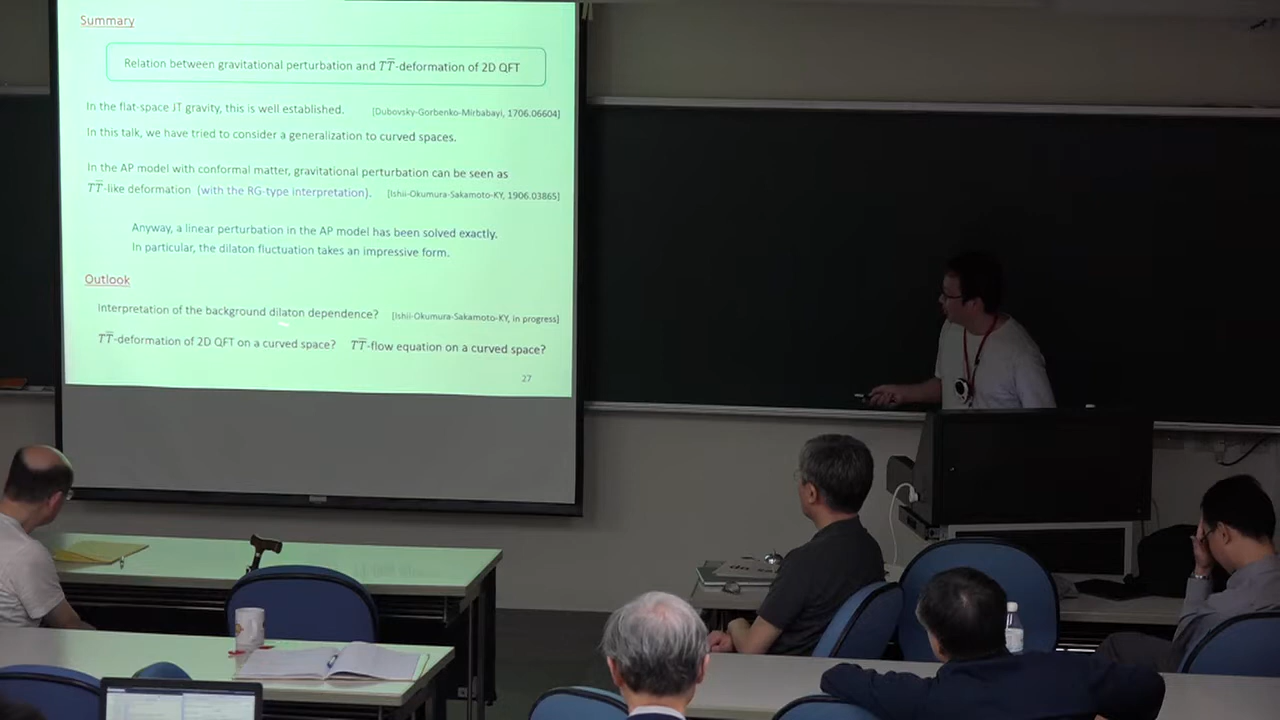 Summary
Relation between gravitational perturbation and TT̅-deformation of 2D QFT
In the flat-space JT gravity, this is well established. [Dubovsky-Gorbenko-Mirbabayi, 1706.06604]
In this talk, we have tried to consider a generalization to curved spaces.
In the AP model with conformal matter, gravitational perturbation can be seen as
TT̅-like deformation (with the RG-type interpretation). [Ishii-Okumura-Sakamoto-KY, 1906.03865]
Anyway, a linear perturbation in the AP model has been solved exactly.
In particular, the dilaton fluctuation takes an impressive form.
Outlook
Interpretation of the background dilaton dependence? [Ishii-Okumura-Sakamoto-KY, in progress]
TT̅-deformation of 2D QFT on a curved space? TT̅-flow equation on a curved space?
27